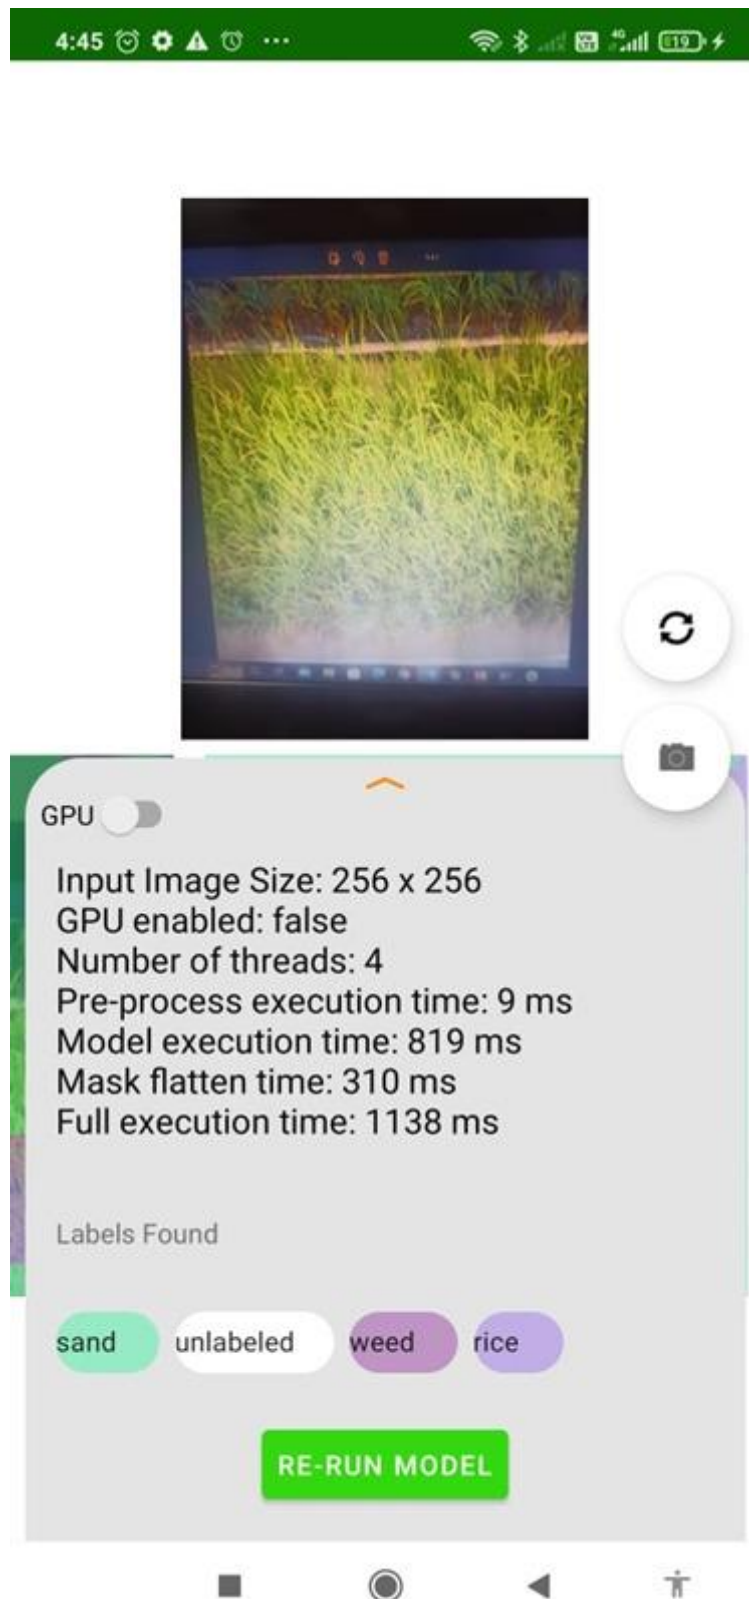 4:45 4G 19
GPU
Input Image Size: 256 x 256
GPU enabled: false
Number of threads: 4
Pre-process execution time: 9 ms
Model execution time: 819 ms
Mask flatten time: 310 ms
Full execution time: 1138 ms
Labels Found
sand unlabeled weed rice
RE-RUN MODEL